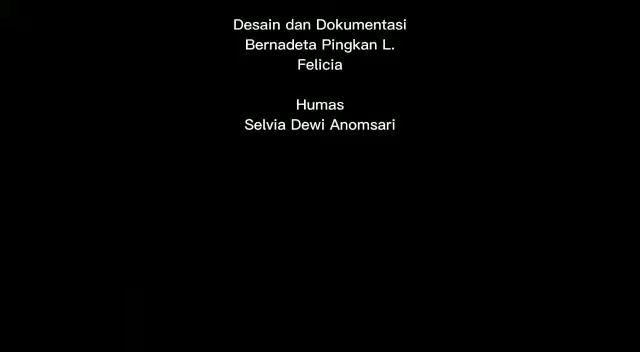 Desain dan Dokumentasi
Bernadeta Pingkan L.
Felicia
Humas
Selvia Dewi Anomsari